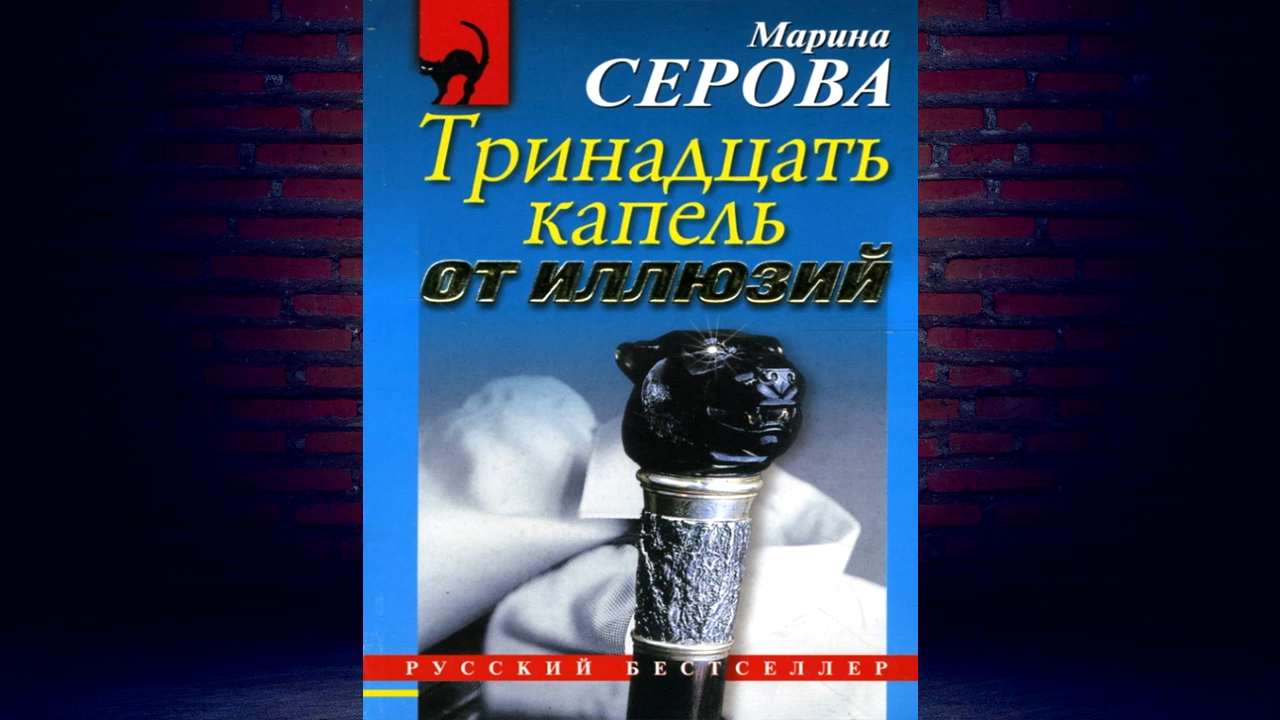 Марина
СЕРОВА
Тринадцать
капель
от иллюзий
РУССКИЙ БЕСТСЕЛЛЕР